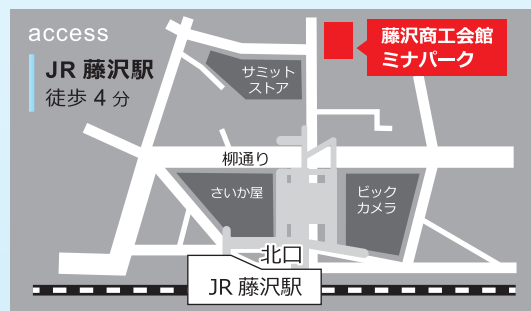 access
JR 藤沢駅
徒歩 4 分
藤沢商工会館
ミナパーク
サミット
ストア
柳通り
さいか屋
ビック
カメラ
北口
JR 藤沢駅